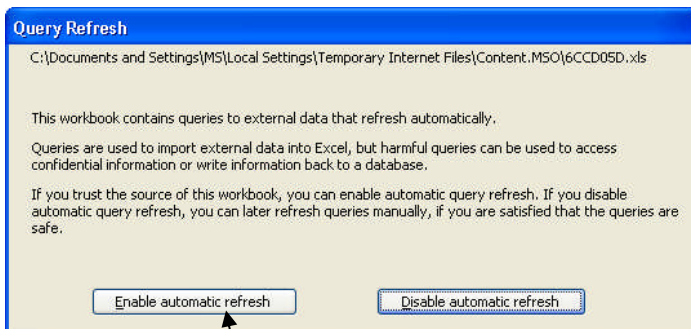 Query Refresh
C:\Documents and Settings\MS\Local Settings\Temporary Internet Files\Content.MSO\6CCD05D.xls
This workbook contains queries to external data that refresh automatically.
Queries are used to import external data into Excel, but harmful queries can be used to access
confidential information or write information back to a database.
If you trust the source of this workbook, you can enable automatic query refresh. If you disable
automatic query refresh, you can later refresh queries manually, if you are satisfied that the queries are
safe.
Enable automatic refresh
Disable automatic refresh